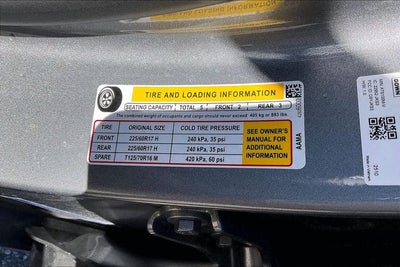 TIRE AND LOADING INFORMATION
SEATING CAPACITY TOTAL 5 FRONT 2 REAR 3
The combined weight of occupants and cargo should never exceed 405 kg or 893 lbs.
TIRE ORIGINAL SIZE COLD TIRE PRESSURE
FRONT 225/60R17 H 240 kPa, 35 psi
REAR 225/60R17 H 240 kPa, 35 psi
SPARE T125/70R16 M 420 kPa, 60 psi
SEE OWNER'S
MANUAL FOR
ADDITIONAL
INFORMATION
AAMA
DOWN
2010